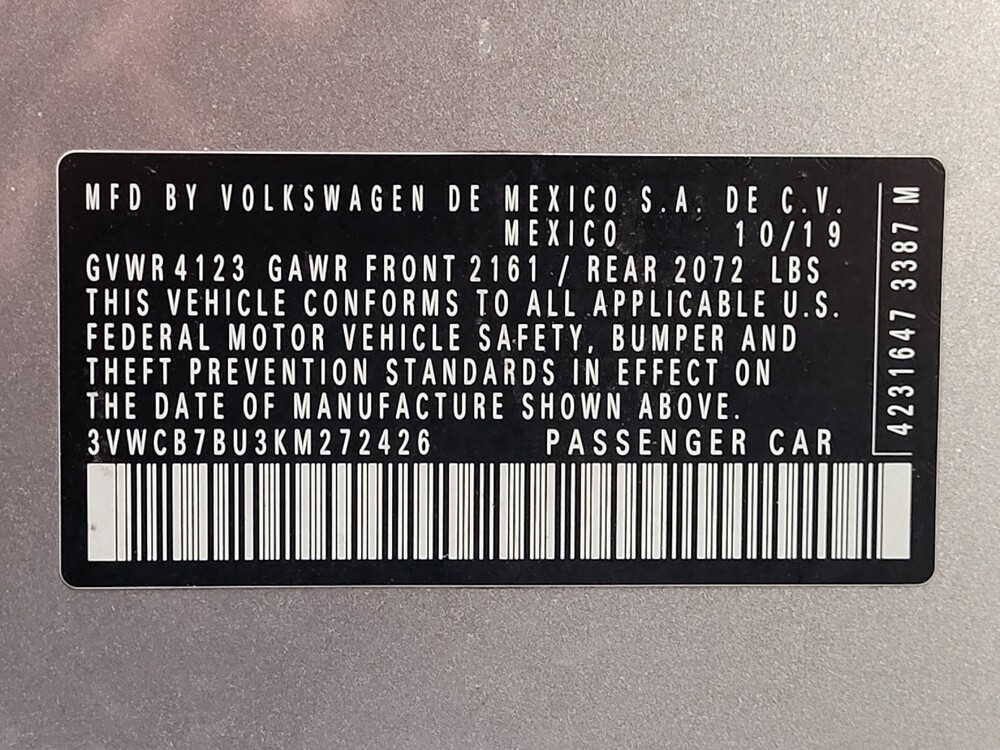 MFD BY VOLKSWAGEN DE MEXICO S.A. DE C.V.
MEXICO 10/19
GVWR 4123 GAWR FRONT 2161 / REAR 2072 LBS
THIS VEHICLE CONFORMS TO ALL APPLICABLE U.S.
FEDERAL MOTOR VEHICLE SAFETY, BUMPER AND
THEFT PREVENTION STANDARDS IN EFFECT ON
THE DATE OF MANUFACTURE SHOWN ABOVE.
3VWCB7BU3KM272426 PASSENGER CAR
4231647 3387 M